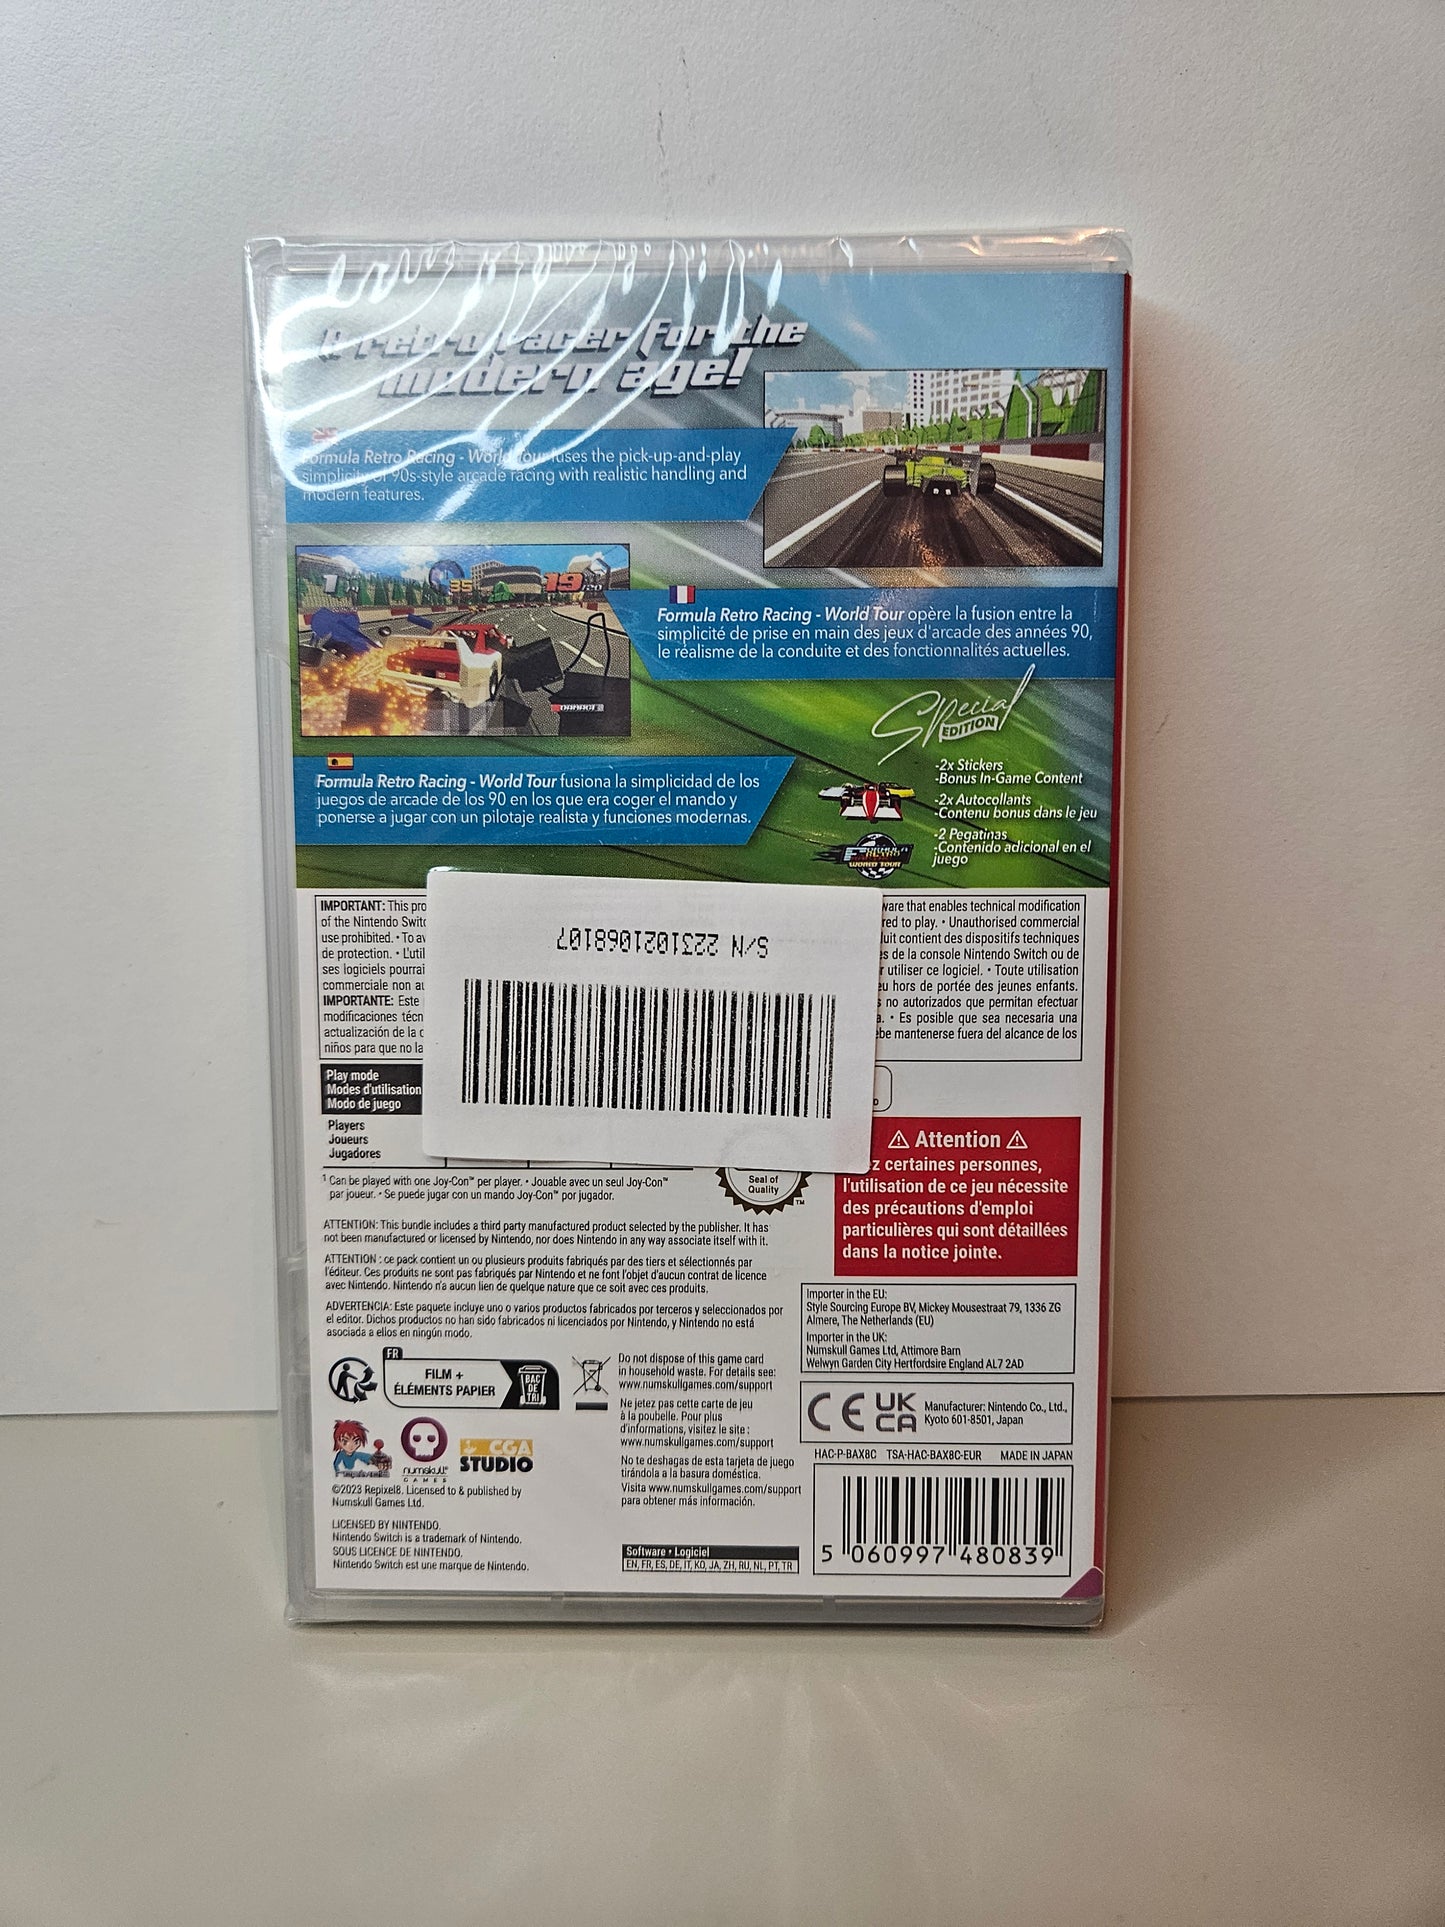 A retro racer for the
modern age!
Formula Retro Racing - World Tour fuses the pick-up-and-play
simplicity of 90s-style arcade racing with realistic handling and
modern features.
1
35
19/20
DAMAGE
Formula Retro Racing - World Tour opère la fusion entre la
simplicité de prise en main des jeux d'arcade des années 90,
le réalisme de la conduite et des fonctionnalités actuelles.
Special
EDITION
Formula Retro Racing - World Tour fusiona la simplicidad de los
juegos de arcade de los 90 en los que era coger el mando y
ponerse a jugar con un pilotaje realista y funciones modernas.
-2x Stickers
-Bonus In-Game Content
-2x Autocollants
-Contenu bonus dans le jeu
-2 Pegatinas
-Contenido adicional en el
juego
FORMULA
RETRO
RACING
WORLD TOUR
IMPORTANT: This
of the Nintendo
use prohibited. • To
de protection. •
ses logiciels
commerciale non
IMPORTANTE: Este
modificaciones
actualización de la
niños para que no la
that enables technical modification
to play. • Unauthorised commercial
contient des dispositifs techniques
de la console Nintendo Switch ou de
utiliser ce logiciel. • Toute utilisation
hors de portée des jeunes enfants.
no autorizados que permitan efectuar
• Es posible que sea necesaria una
mantenerse fuera del alcance de los
S/N 2231021068107
Play mode
Modes d'utilisation
Modo de juego
Players
Joueurs
Jugadores
¹ Can be played with one Joy-Con™ per player. • Jouable avec un seul Joy-Con™
par joueur. • Se puede jugar con un mando Joy-Con™ por jugador.
Seal of
Quality
TM
⚠ Attention ⚠
certaines personnes,
l'utilisation de ce jeu nécessite
des précautions d'emploi
particulières qui sont détaillées
dans la notice jointe.
ATTENTION: This bundle includes a third party manufactured product selected by the publisher. It has
not been manufactured or licensed by Nintendo, nor does Nintendo in any way associate itself with it.
ATTENTION : ce pack contient un ou plusieurs produits fabriqués par des tiers et sélectionnés par
l'éditeur. Ces produits ne sont pas fabriqués par Nintendo et ne font l'objet d'aucun contrat de licence
avec Nintendo. Nintendo n'a aucun lien de quelque nature que ce soit avec ces produits.
ADVERTENCIA: Este paquete incluye uno o varios productos fabricados por terceros y seleccionados por
el editor. Dichos productos no han sido fabricados ni licenciados por Nintendo, y Nintendo no está
asociada a ellos en ningún modo.
Importer in the EU:
Style Sourcing Europe BV, Mickey Mousestraat 79, 1336 ZG
Almere, The Netherlands (EU)
Importer in the UK:
Numskull Games Ltd, Attimore Barn
Welwyn Garden City Hertfordsire England AL7 2AD
FR
FILM +
ÉLÉMENTS PAPIER
BAC
DE
TRI
Do not dispose of this game card
in household waste. For details see:
www.numskullgames.com/support
Ne jetez pas cette carte de jeu
à la poubelle. Pour plus
d'informations, visitez le site :
www.numskullgames.com/support
No te deshagas de esta tarjeta de juego
tirándola a la basura doméstica.
Visita www.numskullgames.com/support
para obtener más información.
CE UK
CA
Manufacturer: Nintendo Co., Ltd.,
Kyoto 601-8501, Japan
HAC-P-BAX8C TSA-HAC-BAX8C-EUR MADE IN JAPAN
Repixel8
numskull
GAMES
CGA
STUDIO
©2023 Repixel8. Licensed to & published by
Numskull Games Ltd.
LICENSED BY NINTENDO.
Nintendo Switch is a trademark of Nintendo.
SOUS LICENCE DE NINTENDO.
Nintendo Switch est une marque de Nintendo.
Software • Logiciel
EN, FR, ES, DE, IT, KO, JA, ZH, RU, NL, PT, TR
5 060997 480839